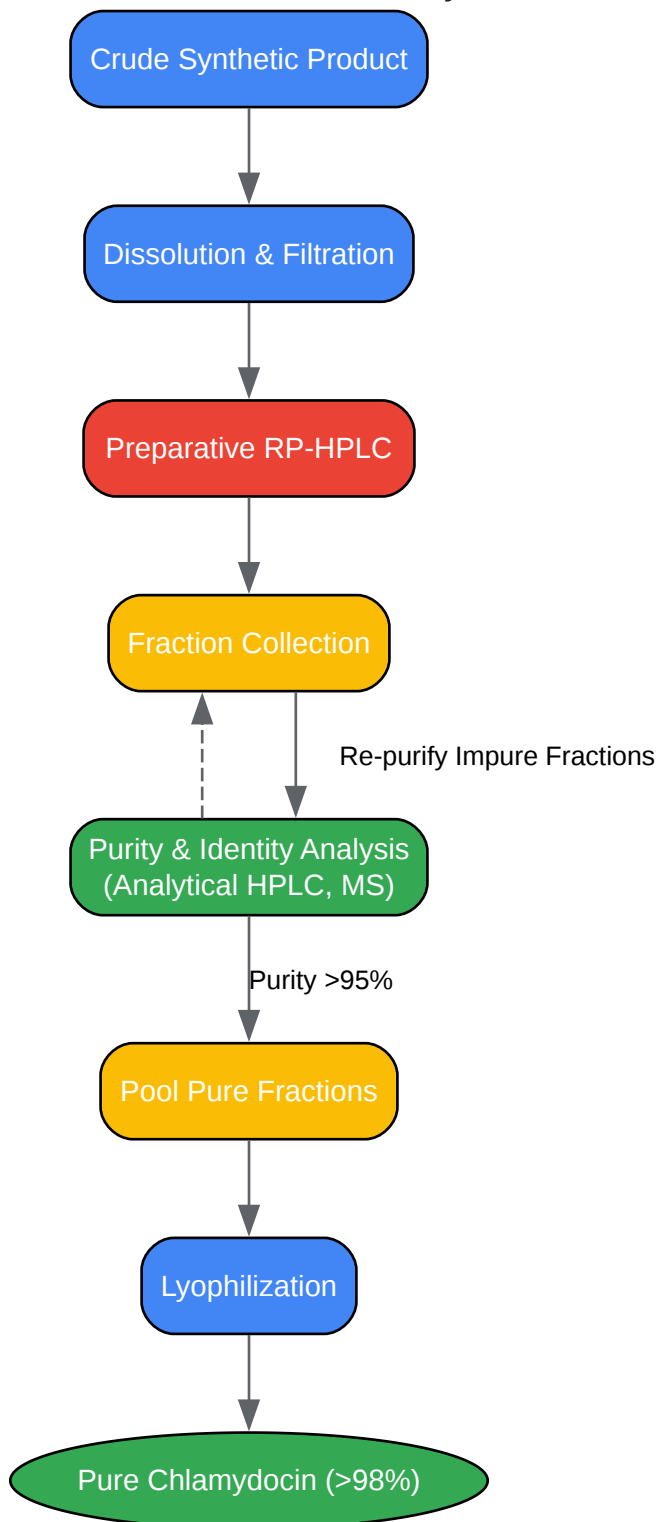 Crude Synthetic Product
Dissolution & Filtration
Preparative RP-HPLC
Fraction Collection
Re-purify Impure Fractions
Purity & Identity Analysis
(Analytical HPLC, MS)
Purity >95%
Pool Pure Fractions
Lyophilization
Pure Chlamydocin (>98%)